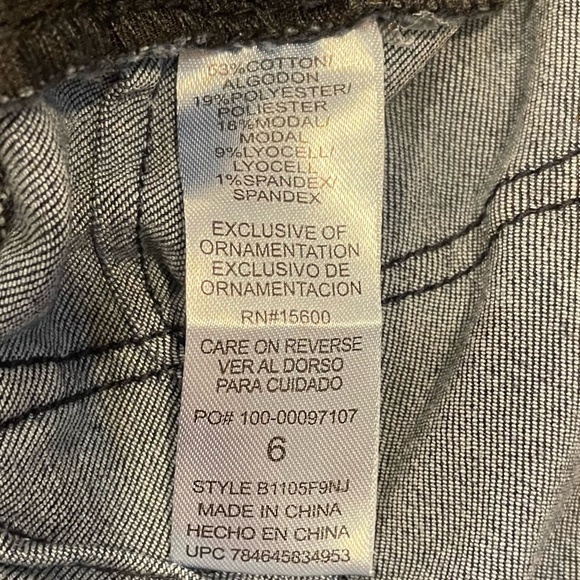 53%COTTON/
ALGODON
19%POLYESTER/
POLIESTER
18%MODAL/
MODAL
9%LYOCELL/
LYOCELL
1%SPANDEX/
SPANDEX
EXCLUSIVE OF
ORNAMENTATION
EXCLUSIVO DE
ORNAMENTACION
RN#15600
CARE ON REVERSE
VER AL DORSO
PARA CUIDADO
PO# 100-00097107
6
STYLE B1105F9NJ
MADE IN CHINA
HECHO EN CHINA
UPC 784645834953